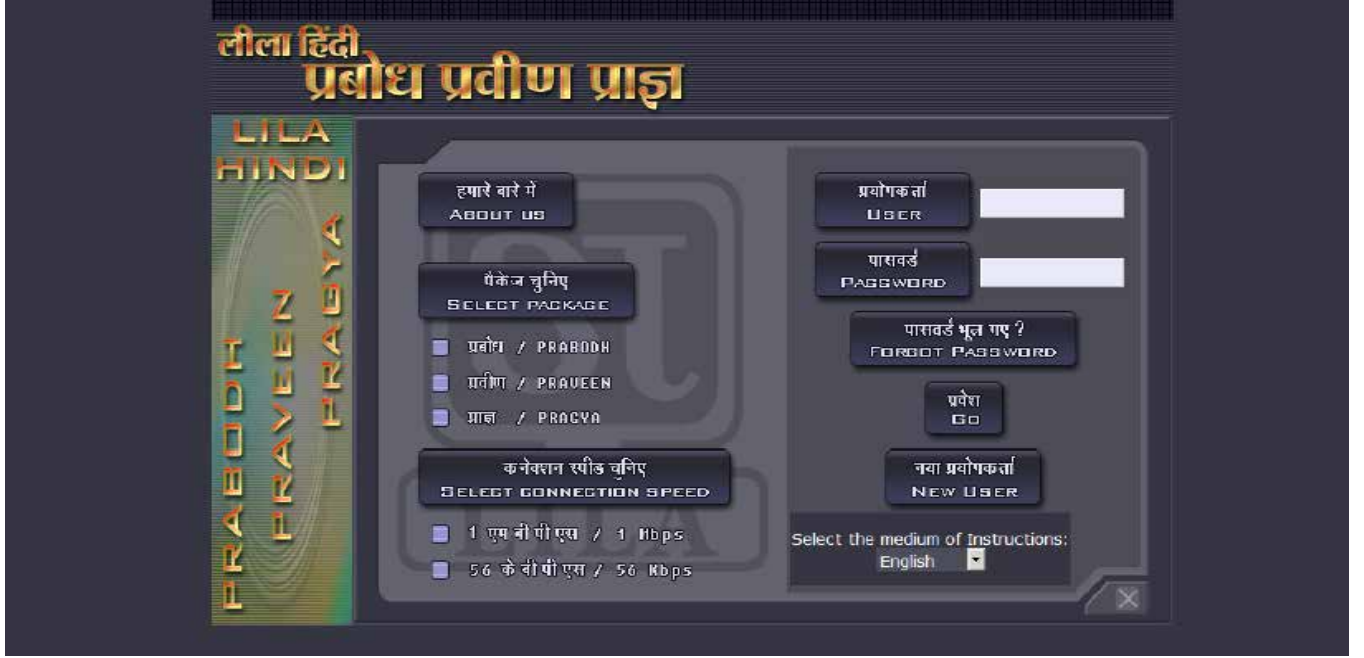 लीला हिंदी
प्रबोध प्रवीण प्राज्ञ
LILA
HINDI
PRABODH
PRAVEEN
PRAGYA
हमारे बारे में
ABOUT US
पैकेज चुनिए
SELECT PACKAGE
प्रबोध / PRABODH
प्रवीण / PRAVEEN
प्राज्ञ / PRAGYA
कनेक्शन स्पीड चुनिए
SELECT CONNECTION SPEED
1 एम बी पी एस / 1 Mbps
56 के बी पी एस / 56 Kbps
प्रयोगकर्ता
USER
पासवर्ड
PASSWORD
पासवर्ड भूल गए ?
FORGOT PASSWORD
प्रवेश
GO
नया प्रयोगकर्ता
NEW USER
Select the medium of Instructions:
English
LILA